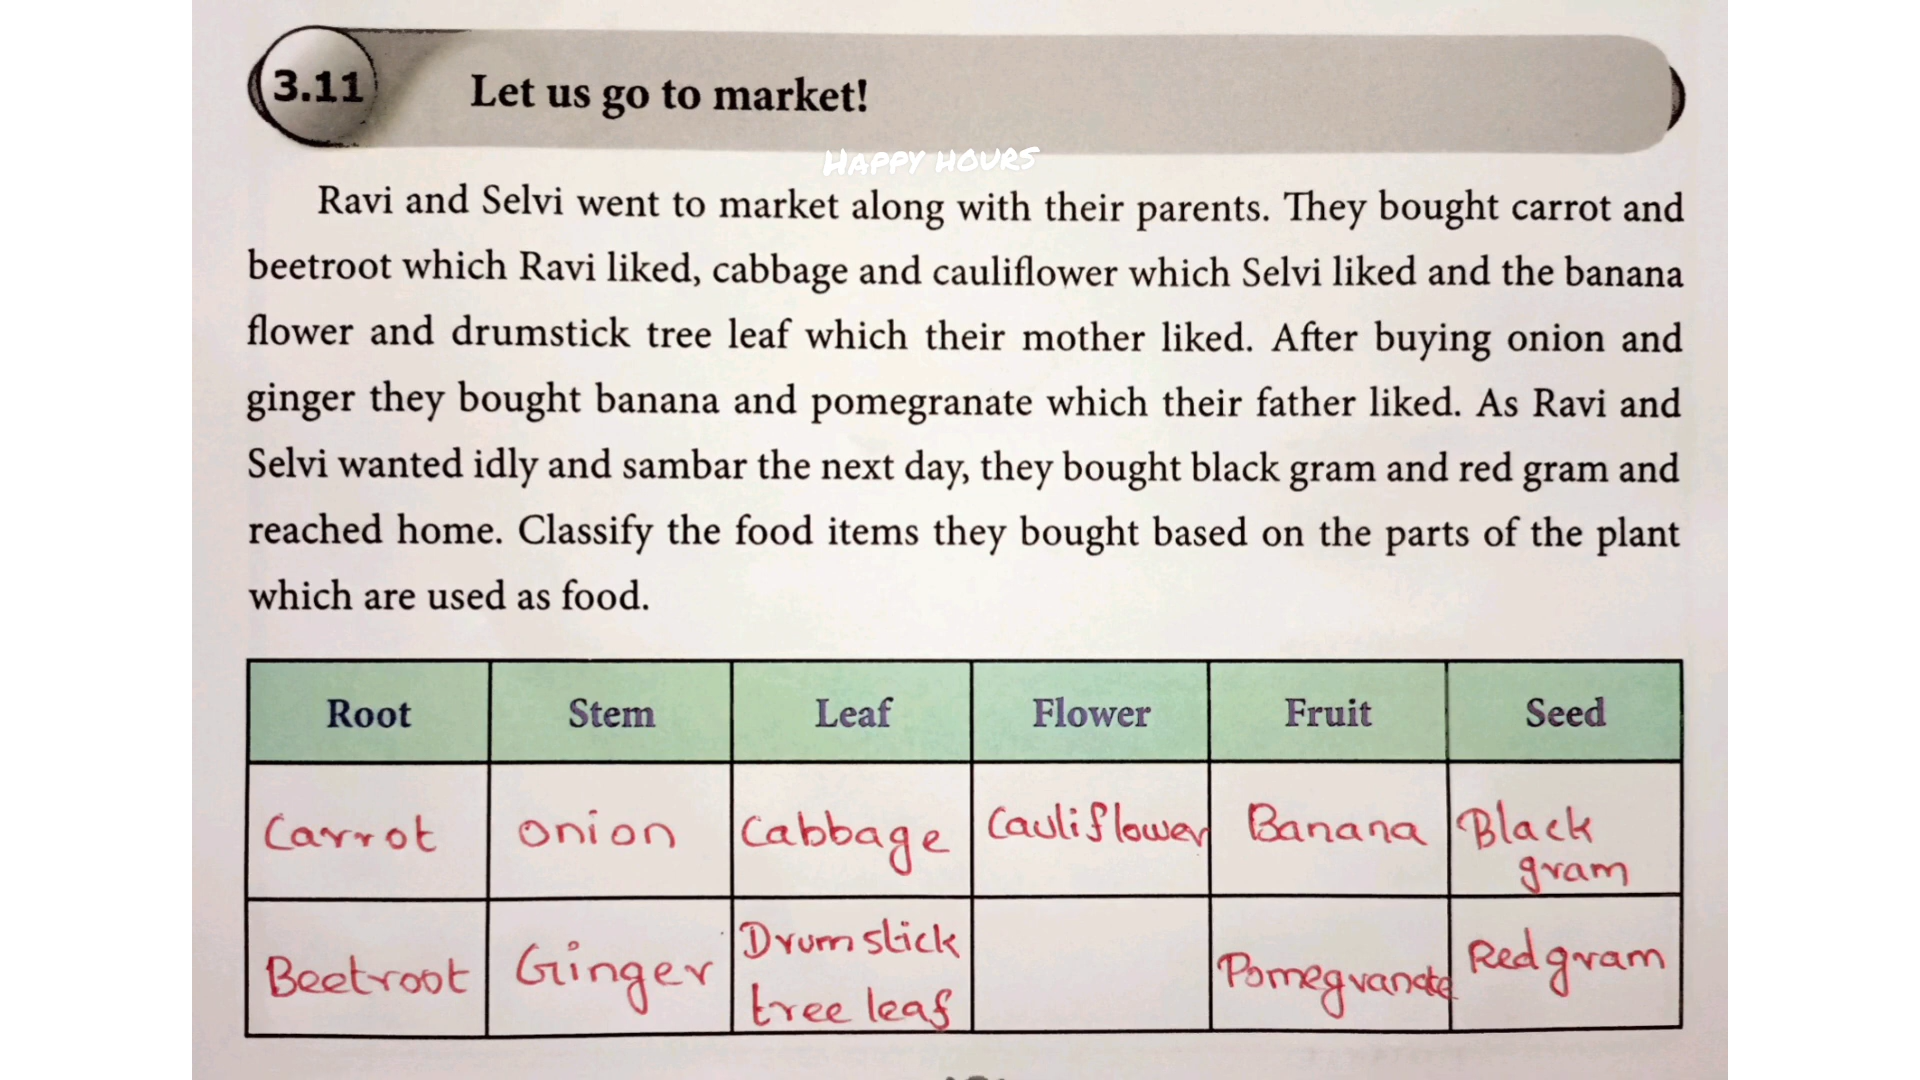 3.11 Let us go to market!
HAPPY HOURS
Ravi and Selvi went to market along with their parents. They bought carrot and
beetroot which Ravi liked, cabbage and cauliflower which Selvi liked and the banana
flower and drumstick tree leaf which their mother liked. After buying onion and
ginger they bought banana and pomegranate which their father liked. As Ravi and
Selvi wanted idly and sambar the next day, they bought black gram and red gram and
reached home. Classify the food items they bought based on the parts of the plant
which are used as food.
Root Stem Leaf Flower Fruit Seed
Carrot onion Cabbage Cauliflower Banana Black
gram
Beetroot Ginger Drumstick Pomegranate Red gram
tree leaf